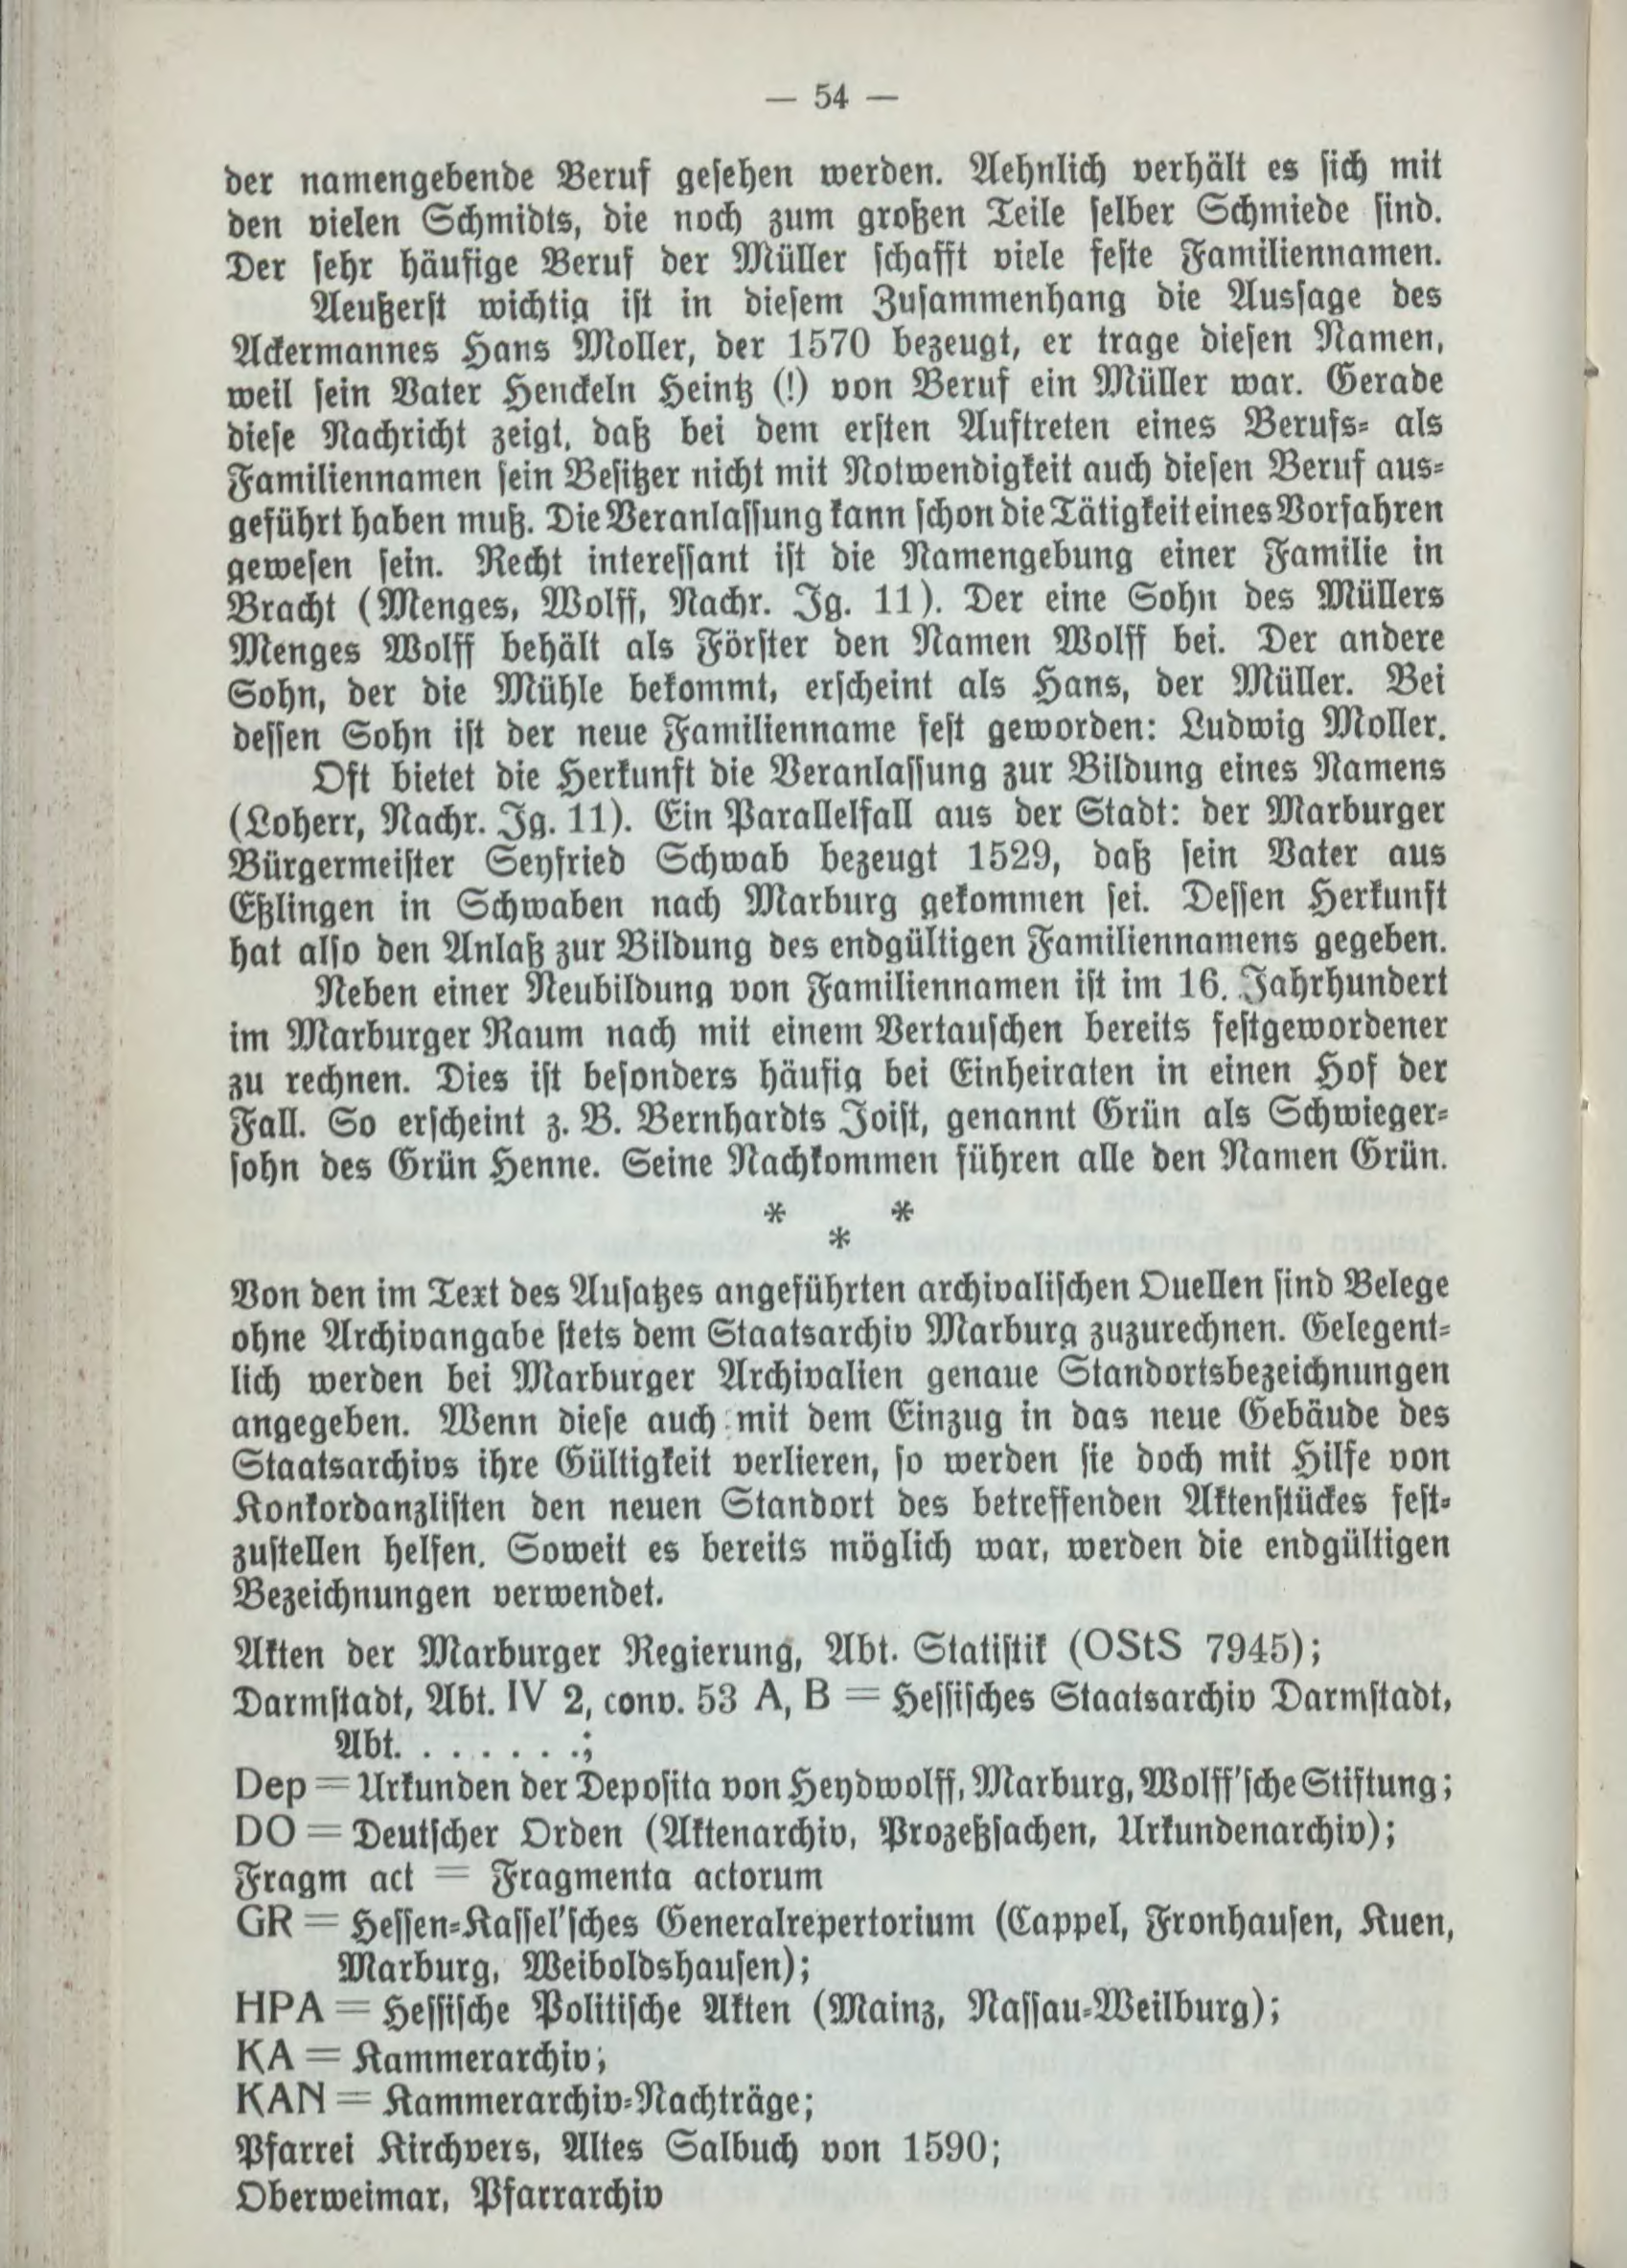 — 54 —
der namengebende Beruf gesehen werden. Aehnlich verhält es sich mit
den vielen Schmidts, die noch zum großen Teile selber Schmiede sind.
Der sehr häufige Beruf der Müller schafft viele feste Familiennamen.
Aeußerst wichtig ist in diesem Zusammenhang die Aussage des
Ackermannes Hans Moller, der 1570 bezeugt, er trage diesen Namen,
weil sein Vater Henckeln Heintz (!) von Beruf ein Müller war. Gerade
diese Nachricht zeigt, daß bei dem ersten Auftreten eines Berufs- als
Familiennamen sein Besitzer nicht mit Notwendigkeit auch diesen Beruf aus-
geführt haben muß. Die Veranlassung kann schon die Tätigkeit eines Vorfahren
gewesen sein. Recht interessant ist die Namengebung einer Familie in
Bracht (Menges, Wolff, Nachr. Jg. 11). Der eine Sohn des Müllers
Menges Wolff behält als Förster den Namen Wolff bei. Der andere
Sohn, der die Mühle bekommt, erscheint als Hans, der Müller. Bei
dessen Sohn ist der neue Familienname fest geworden: Ludwig Moller.
Oft bietet die Herkunft die Veranlassung zur Bildung eines Namens
(Loherr, Nachr. Jg. 11). Ein Parallelfall aus der Stadt: der Marburger
Bürgermeister Seyfried Schwab bezeugt 1529, daß sein Vater aus
Eßlingen in Schwaben nach Marburg gekommen sei. Dessen Herkunft
hat also den Anlaß zur Bildung des endgültigen Familiennamens gegeben.
Neben einer Neubildung von Familiennamen ist im 16. Jahrhundert
im Marburger Raum nach mit einem Vertauschen bereits festgewordener
zu rechnen. Dies ist besonders häufig bei Einheiraten in einen Hof der
Fall. So erscheint z. B. Bernhardts Joist, genannt Grün als Schwieger-
sohn des Grün Henne. Seine Nachkommen führen alle den Namen Grün.
* *
*
Von den im Text des Ausatzes angeführten archivalischen Quellen sind Belege
ohne Archivangabe stets dem Staatsarchiv Marburg zuzurechnen. Gelegent-
lich werden bei Marburger Archivalien genaue Standortsbezeichnungen
angegeben. Wenn diese auch mit dem Einzug in das neue Gebäude des
Staatsarchivs ihre Gültigkeit verlieren, so werden sie doch mit Hilfe von
Konkordanzlisten den neuen Standort des betreffenden Aktenstückes fest-
zustellen helfen. Soweit es bereits möglich war, werden die endgültigen
Bezeichnungen verwendet.
Akten der Marburger Regierung, Abt. Statistik (OStS 7945);
Darmstadt, Abt. IV 2, conv. 53 A, B = Hessisches Staatsarchiv Darmstadt,
Abt. . . . . . . .;
Dep = Urkunden der Deposita von Heydwolff, Marburg, Wolff'sche Stiftung;
DO = Deutscher Orden (Aktenarchiv, Prozeßsachen, Urkundenarchiv);
Fragm act = Fragmenta actorum
GR = Hessen-Kassel'sches Generalrepertorium (Cappel, Fronhausen, Kuen,
Marburg, Weiboldshausen);
HPA = Hessische Politische Akten (Mainz, Nassau-Weilburg);
KA = Kammerarchiv;
KAN = Kammerarchiv-Nachträge;
Pfarrei Kirchvers, Altes Salbuch von 1590;
Oberweimar, Pfarrarchiv